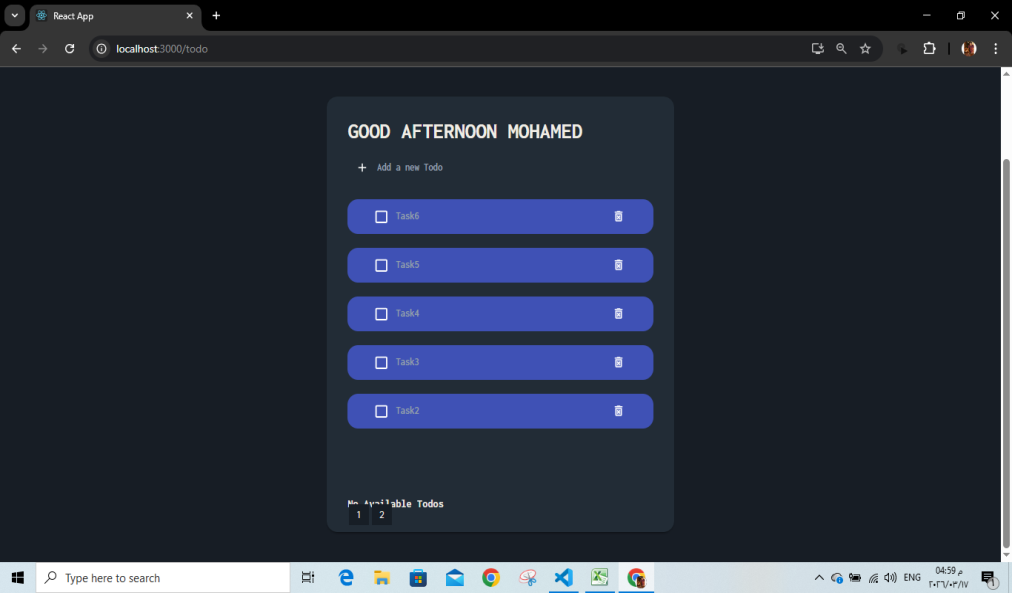 React App
localhost:3000/todo
GOOD AFTERNOON MOHAMED
+ Add a new Todo
Task6
Task5
Task4
Task3
Task2
No Available Todos
1 2
Type here to search
ENG
04:59 م
٢٠٢٦/٠٣/١٧
1